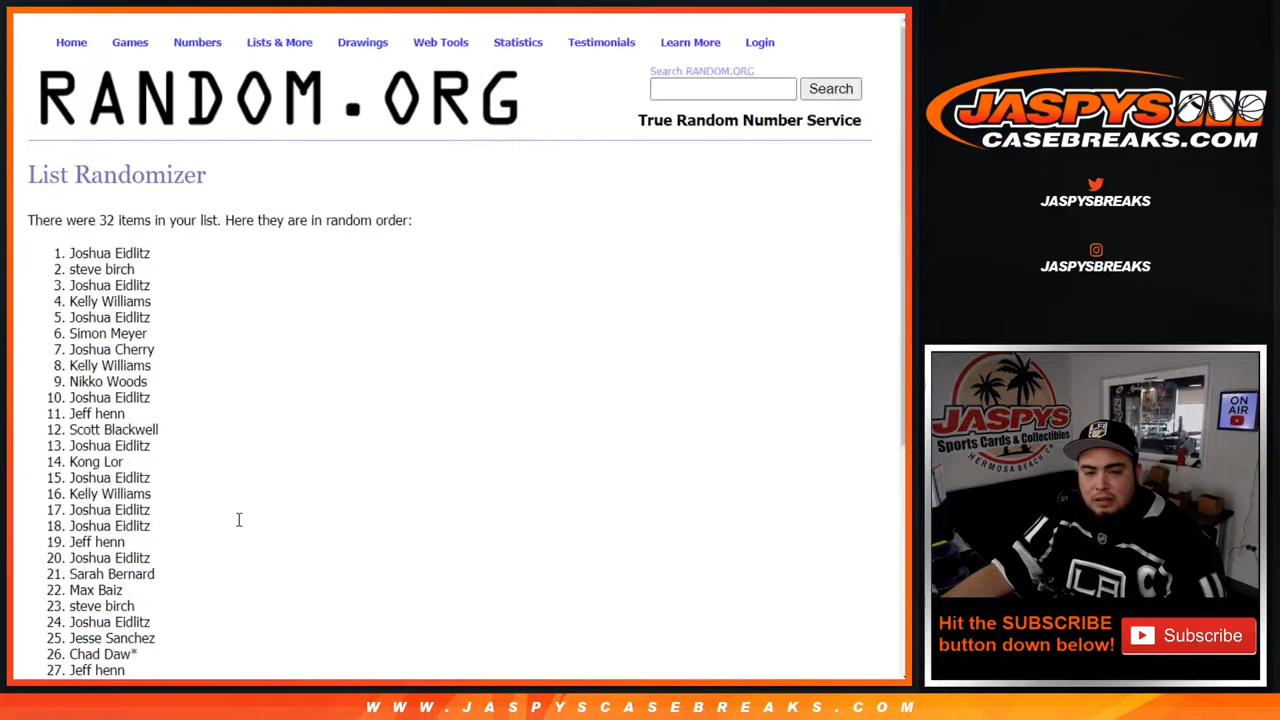 Home Games Numbers Lists & More Drawings Web Tools Statistics Testimonials Learn More Login
RANDOM.ORG
Search RANDOM.ORG
Search
True Random Number Service
List Randomizer
There were 32 items in your list. Here they are in random order:
1. Joshua Eidlitz
2. steve birch
3. Joshua Eidlitz
4. Kelly Williams
5. Joshua Eidlitz
6. Simon Meyer
7. Joshua Cherry
8. Kelly Williams
9. Nikko Woods
10. Joshua Eidlitz
11. Jeff henn
12. Scott Blackwell
13. Joshua Eidlitz
14. Kong Lor
15. Joshua Eidlitz
16. Kelly Williams
17. Joshua Eidlitz
18. Joshua Eidlitz
19. Jeff henn
20. Joshua Eidlitz
21. Sarah Bernard
22. Max Baiz
23. steve birch
24. Joshua Eidlitz
25. Jesse Sanchez
26. Chad Daw*
27. Jeff henn
JASPYS
CASEBREAKS.COM
JASPYSBREAKS
JASPYSBREAKS
JASPYS
Sports Cards & Collectibles
HERMOSA BEACH, CA
ON
AIR
LA
C
Hit the SUBSCRIBE
button down below!
Subscribe
WWW.JASPYSCASEBREAKS.COM